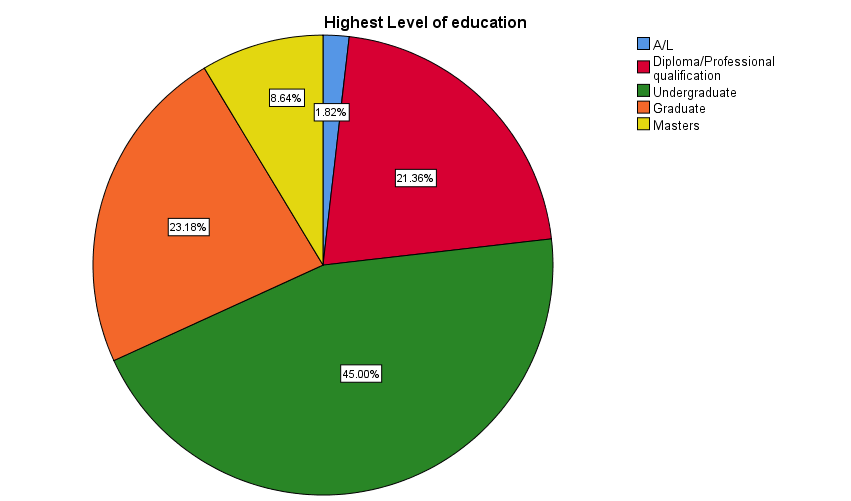 Highest Level of education
A/L
Diploma/Professional
qualification
Undergraduate
Graduate
Masters
8.64%
1.82%
21.36%
23.18%
45.00%